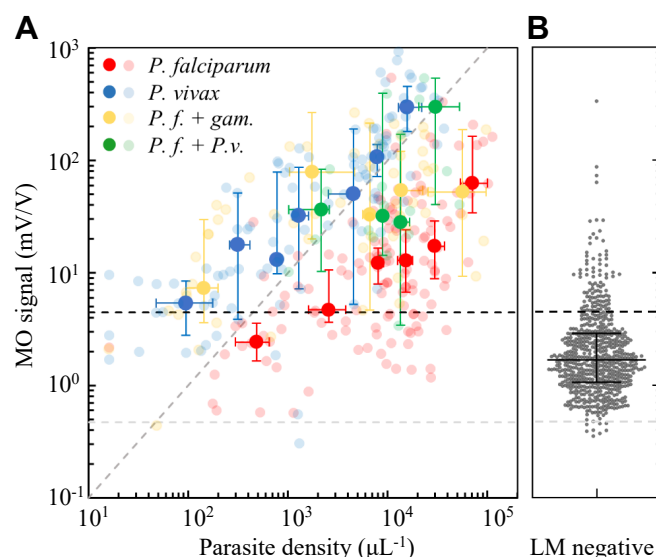 A
B
MO signal (mV/V)
10³
10²
10¹
10⁰
10⁻¹
P. falciparum
P. vivax
P. f. + gam.
P. f. + P.v.
10¹ 10² 10³ 10⁴ 10⁵
Parasite density (µL⁻¹)
LM negative